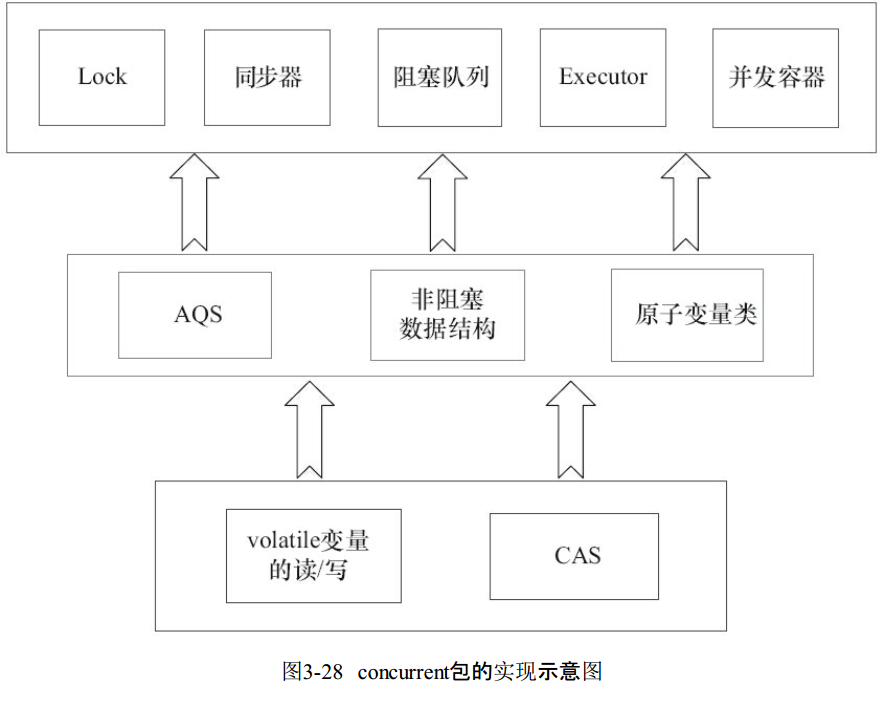 Lock
同步器
阻塞队列
Executor
并发容器
AQS
非阻塞
数据结构
原子变量类
volatile变量
的读/写
CAS
图3-28 concurrent包的实现示意图